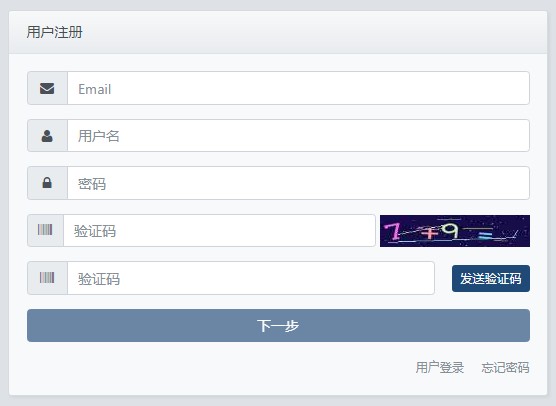 用户注册
Email
用户名
密码
验证码 7 +9 =
验证码 发送验证码
下一步
用户登录 忘记密码